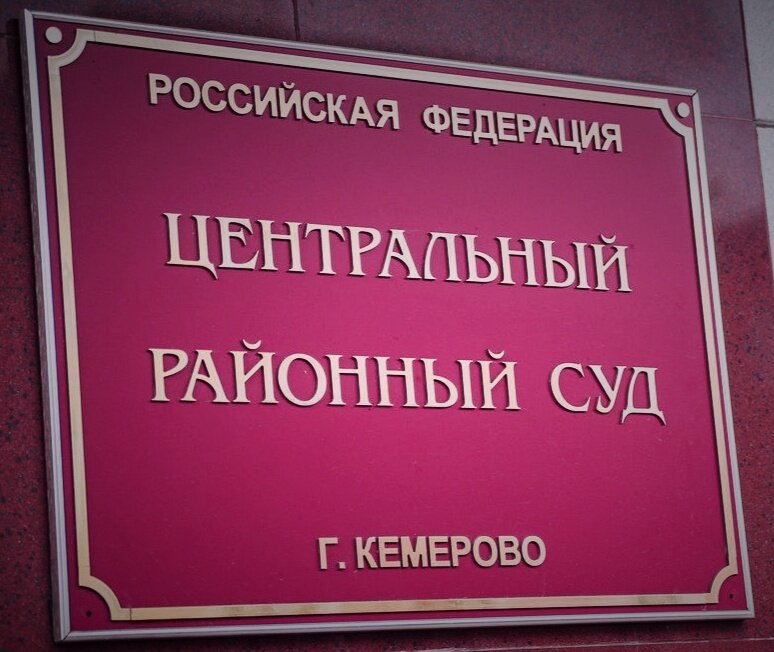 РОССИЙСКАЯ ФЕДЕРАЦИЯ
ЦЕНТРАЛЬНЫЙ
РАЙОННЫЙ СУД
Г. КЕМЕРОВО